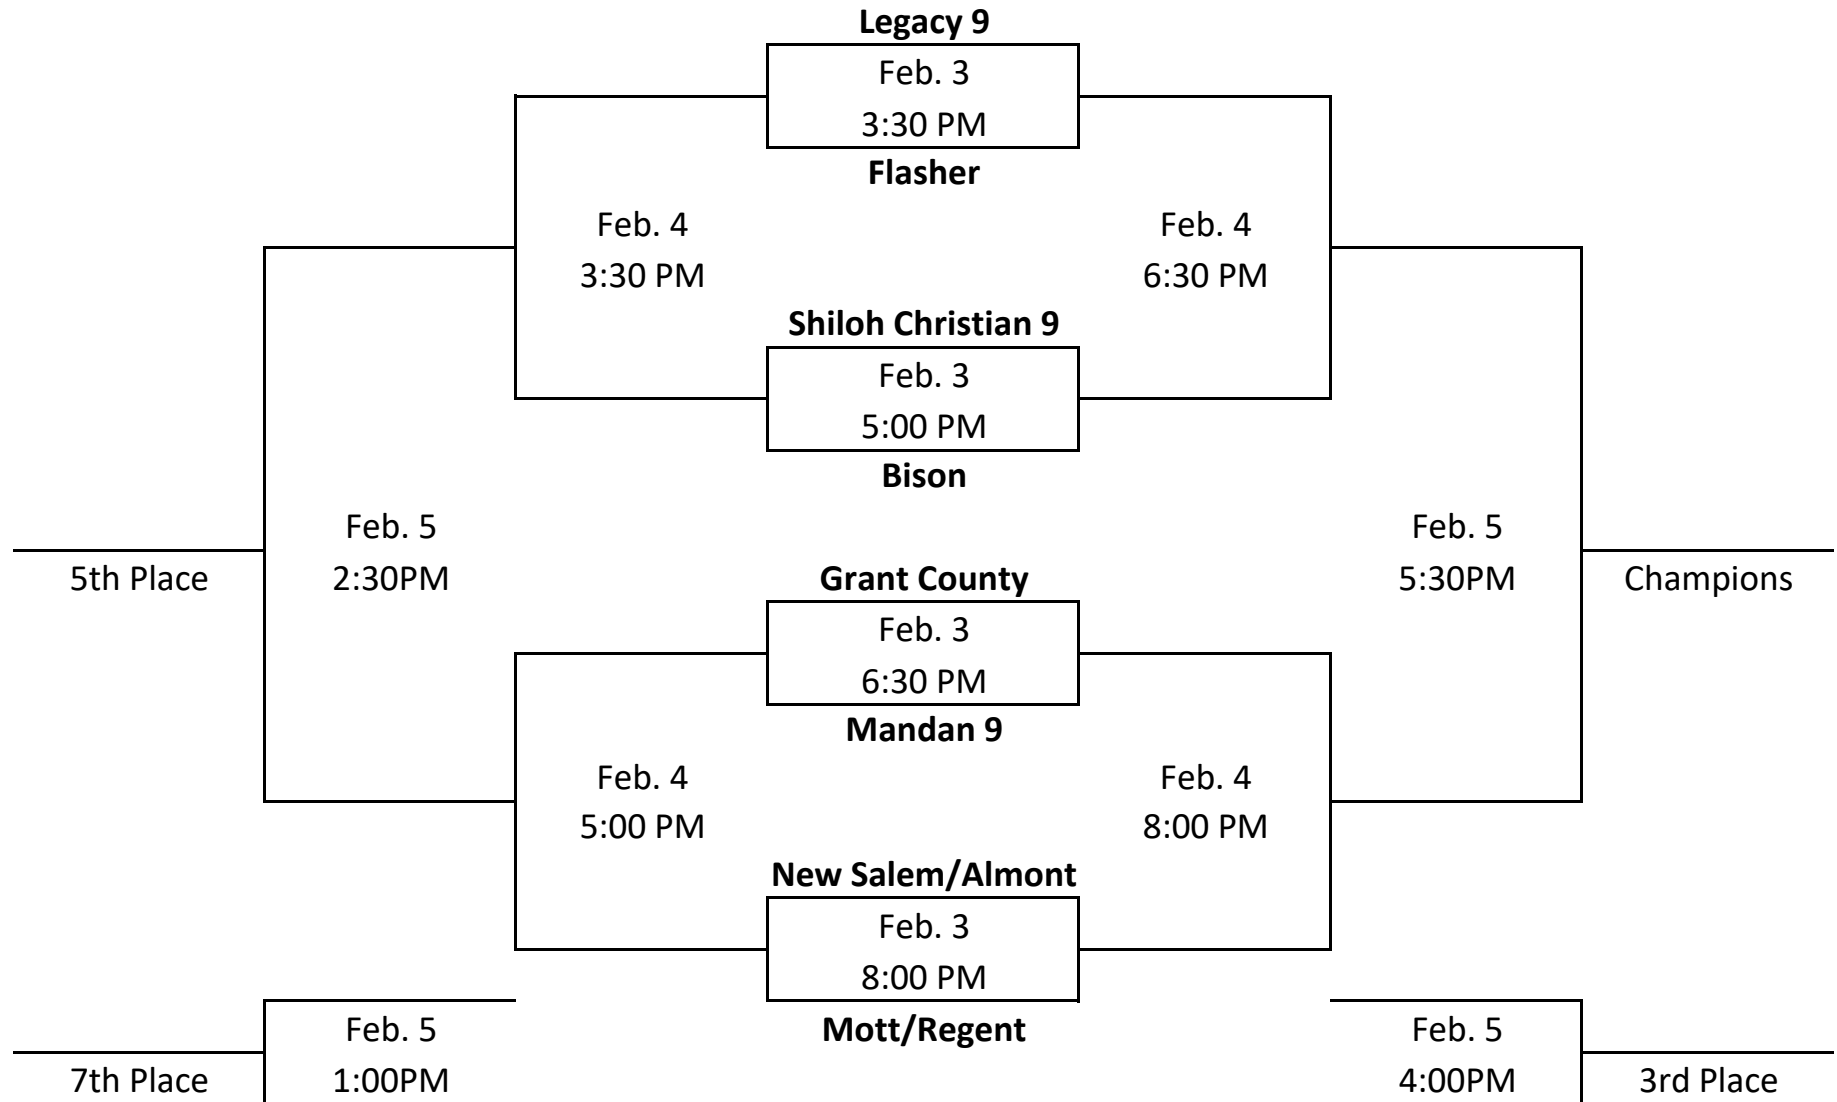 Legacy 9
Feb. 3
3:30 PM
Flasher
Feb. 4
3:30 PM
Feb. 4
6:30 PM
Shiloh Christian 9
Feb. 3
5:00 PM
Bison
Feb. 5
2:30PM
5th Place
Feb. 5
5:30PM
Champions
Grant County
Feb. 3
6:30 PM
Mandan 9
Feb. 4
5:00 PM
Feb. 4
8:00 PM
New Salem/Almont
Feb. 3
8:00 PM
Mott/Regent
Feb. 5
1:00PM
7th Place
Feb. 5
4:00PM
3rd Place